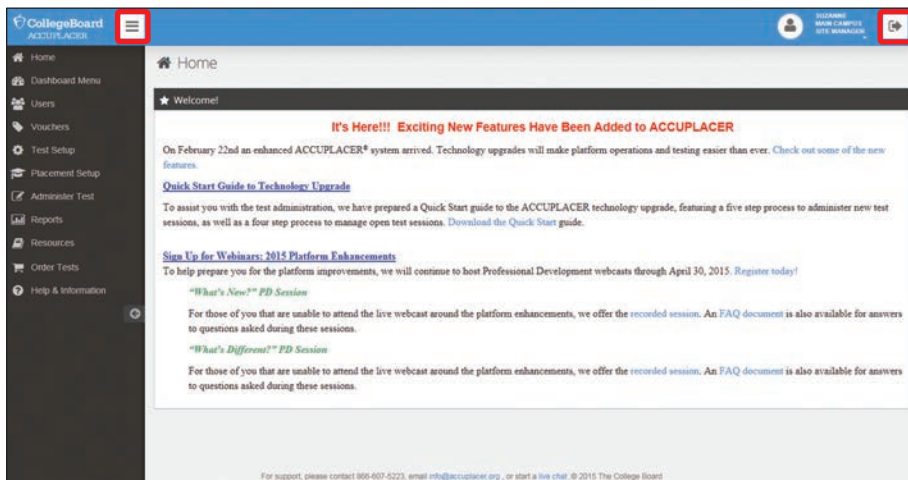 CollegeBoard
ACCUPLACER
SUZANNE
MAIN CAMPUS
SITE MANAGER
Home
Dashboard Menu
Users
Vouchers
Test Setup
Placement Setup
Administer Test
Reports
Resources
Order Tests
Help & Information
Home
Welcome!
It's Here!!! Exciting New Features Have Been Added to ACCUPLACER
On February 22nd an enhanced ACCUPLACER® system arrived. Technology upgrades will make platform operations and testing easier than ever. Check out some of the new
features.
Quick Start Guide to Technology Upgrade
To assist you with the test administration, we have prepared a Quick Start guide to the ACCUPLACER technology upgrade, featuring a five step process to administer new test
sessions, as well as a four step process to manage open test sessions. Download the Quick Start guide.
Sign Up for Webinars: 2015 Platform Enhancements
To help prepare you for the platform improvements, we will continue to host Professional Development webcasts through April 30, 2015. Register today!
“What's New?” PD Session
For those of you that are unable to attend the live webcast around the platform enhancements, we offer the recorded session. An FAQ document is also available for answers
to questions asked during these sessions.
“What's Different?” PD Session
For those of you that are unable to attend the live webcast around the platform enhancements, we offer the recorded session. An FAQ document is also available for answers
to questions asked during these sessions.
For support, please contact 866-607-5223, email info@accuplacer.org , or start a live chat .© 2015 The College Board